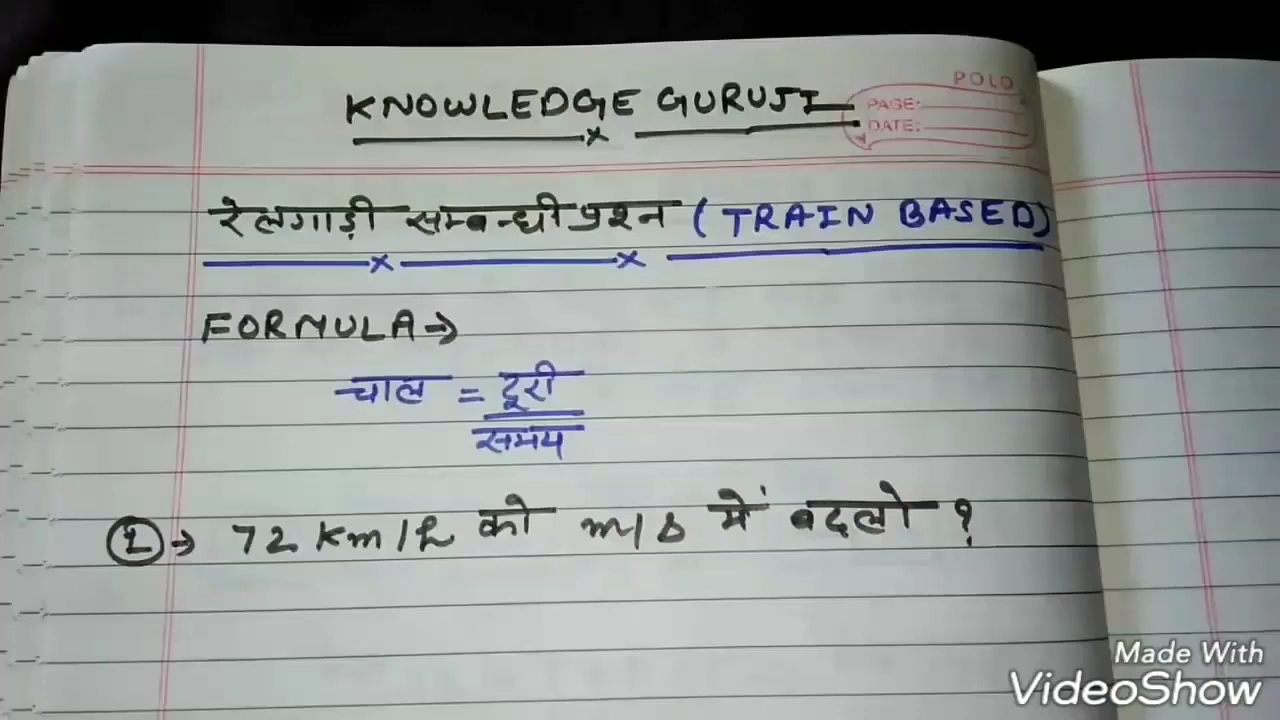 KNOWLEDGE GURUJI
POLO
PAGE:
DATE:
रेलगाड़ी सम्बन्धी प्रश्न (TRAIN BASED)
FORMULA→
चाल = दूरी
समय
1 → 72 Km/h को m/s में बदलो ?
Made With
VideoShow